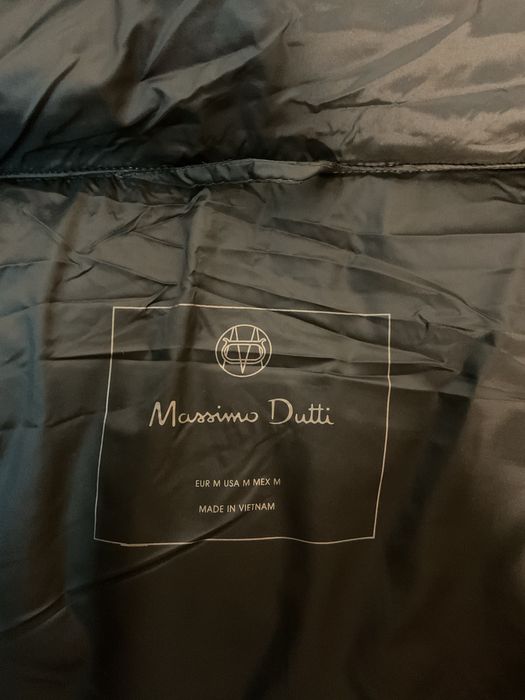 Massimo Dutti
EUR M USA M MEX M
MADE IN VIETNAM